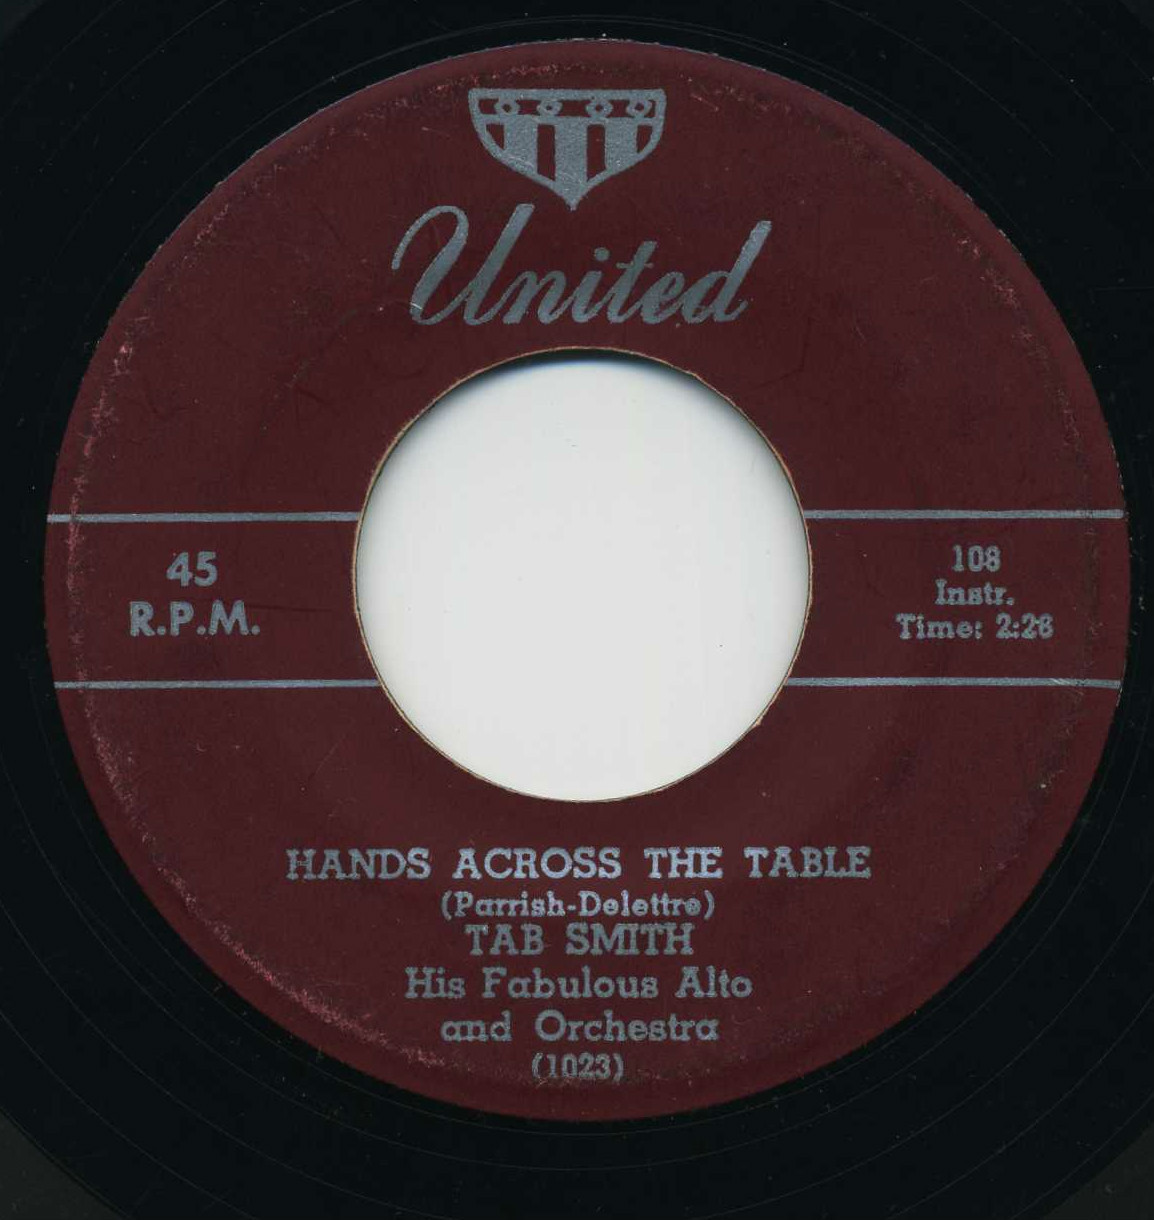 United
45
R.P.M.
108
Instr.
Time: 2:28
HANDS ACROSS THE TABLE
(Parrish-Delettre)
TAB SMITH
His Fabulous Alto
and Orchestra
(1023)